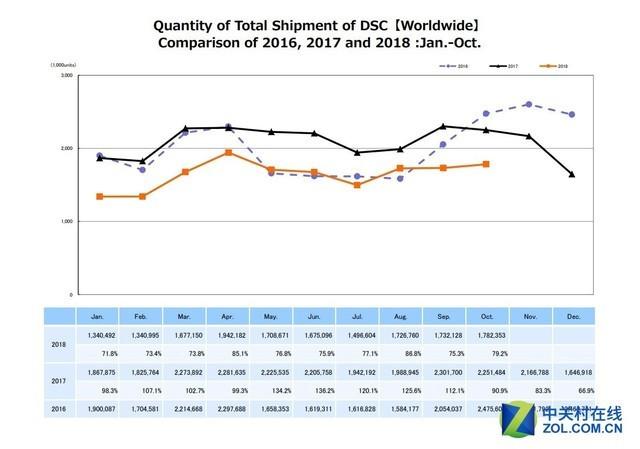 Quantity of Total Shipment of DSC【Worldwide】
Comparison of 2016, 2017 and 2018 :Jan.-Oct.
(1,000units)
2016 2017 2018
3,000
2,000
1,000
0
Jan. Feb. Mar. Apr. May. Jun. Jul. Aug. Sep. Oct. Nov. Dec.
2018 1,340,492 1,340,995 1,677,150 1,942,182 1,708,671 1,675,096 1,496,604 1,726,760 1,732,128 1,782,353
71.8% 73.4% 73.8% 85.1% 76.8% 75.9% 77.1% 86.8% 75.3% 79.2%
2017 1,867,875 1,825,764 2,273,892 2,281,635 2,225,535 2,205,758 1,942,192 1,988,945 2,301,700 2,251,484 2,166,788 1,646,918
98.3% 107.1% 102.7% 99.3% 134.2% 136.2% 120.1% 125.6% 112.1% 90.9% 83.3% 66.9%
2016 1,900,087 1,704,581 2,214,668 2,297,688 1,658,353 1,619,311 1,616,828 1,584,177 2,054,037
Z 中关村在线
ZOL.COM.CN